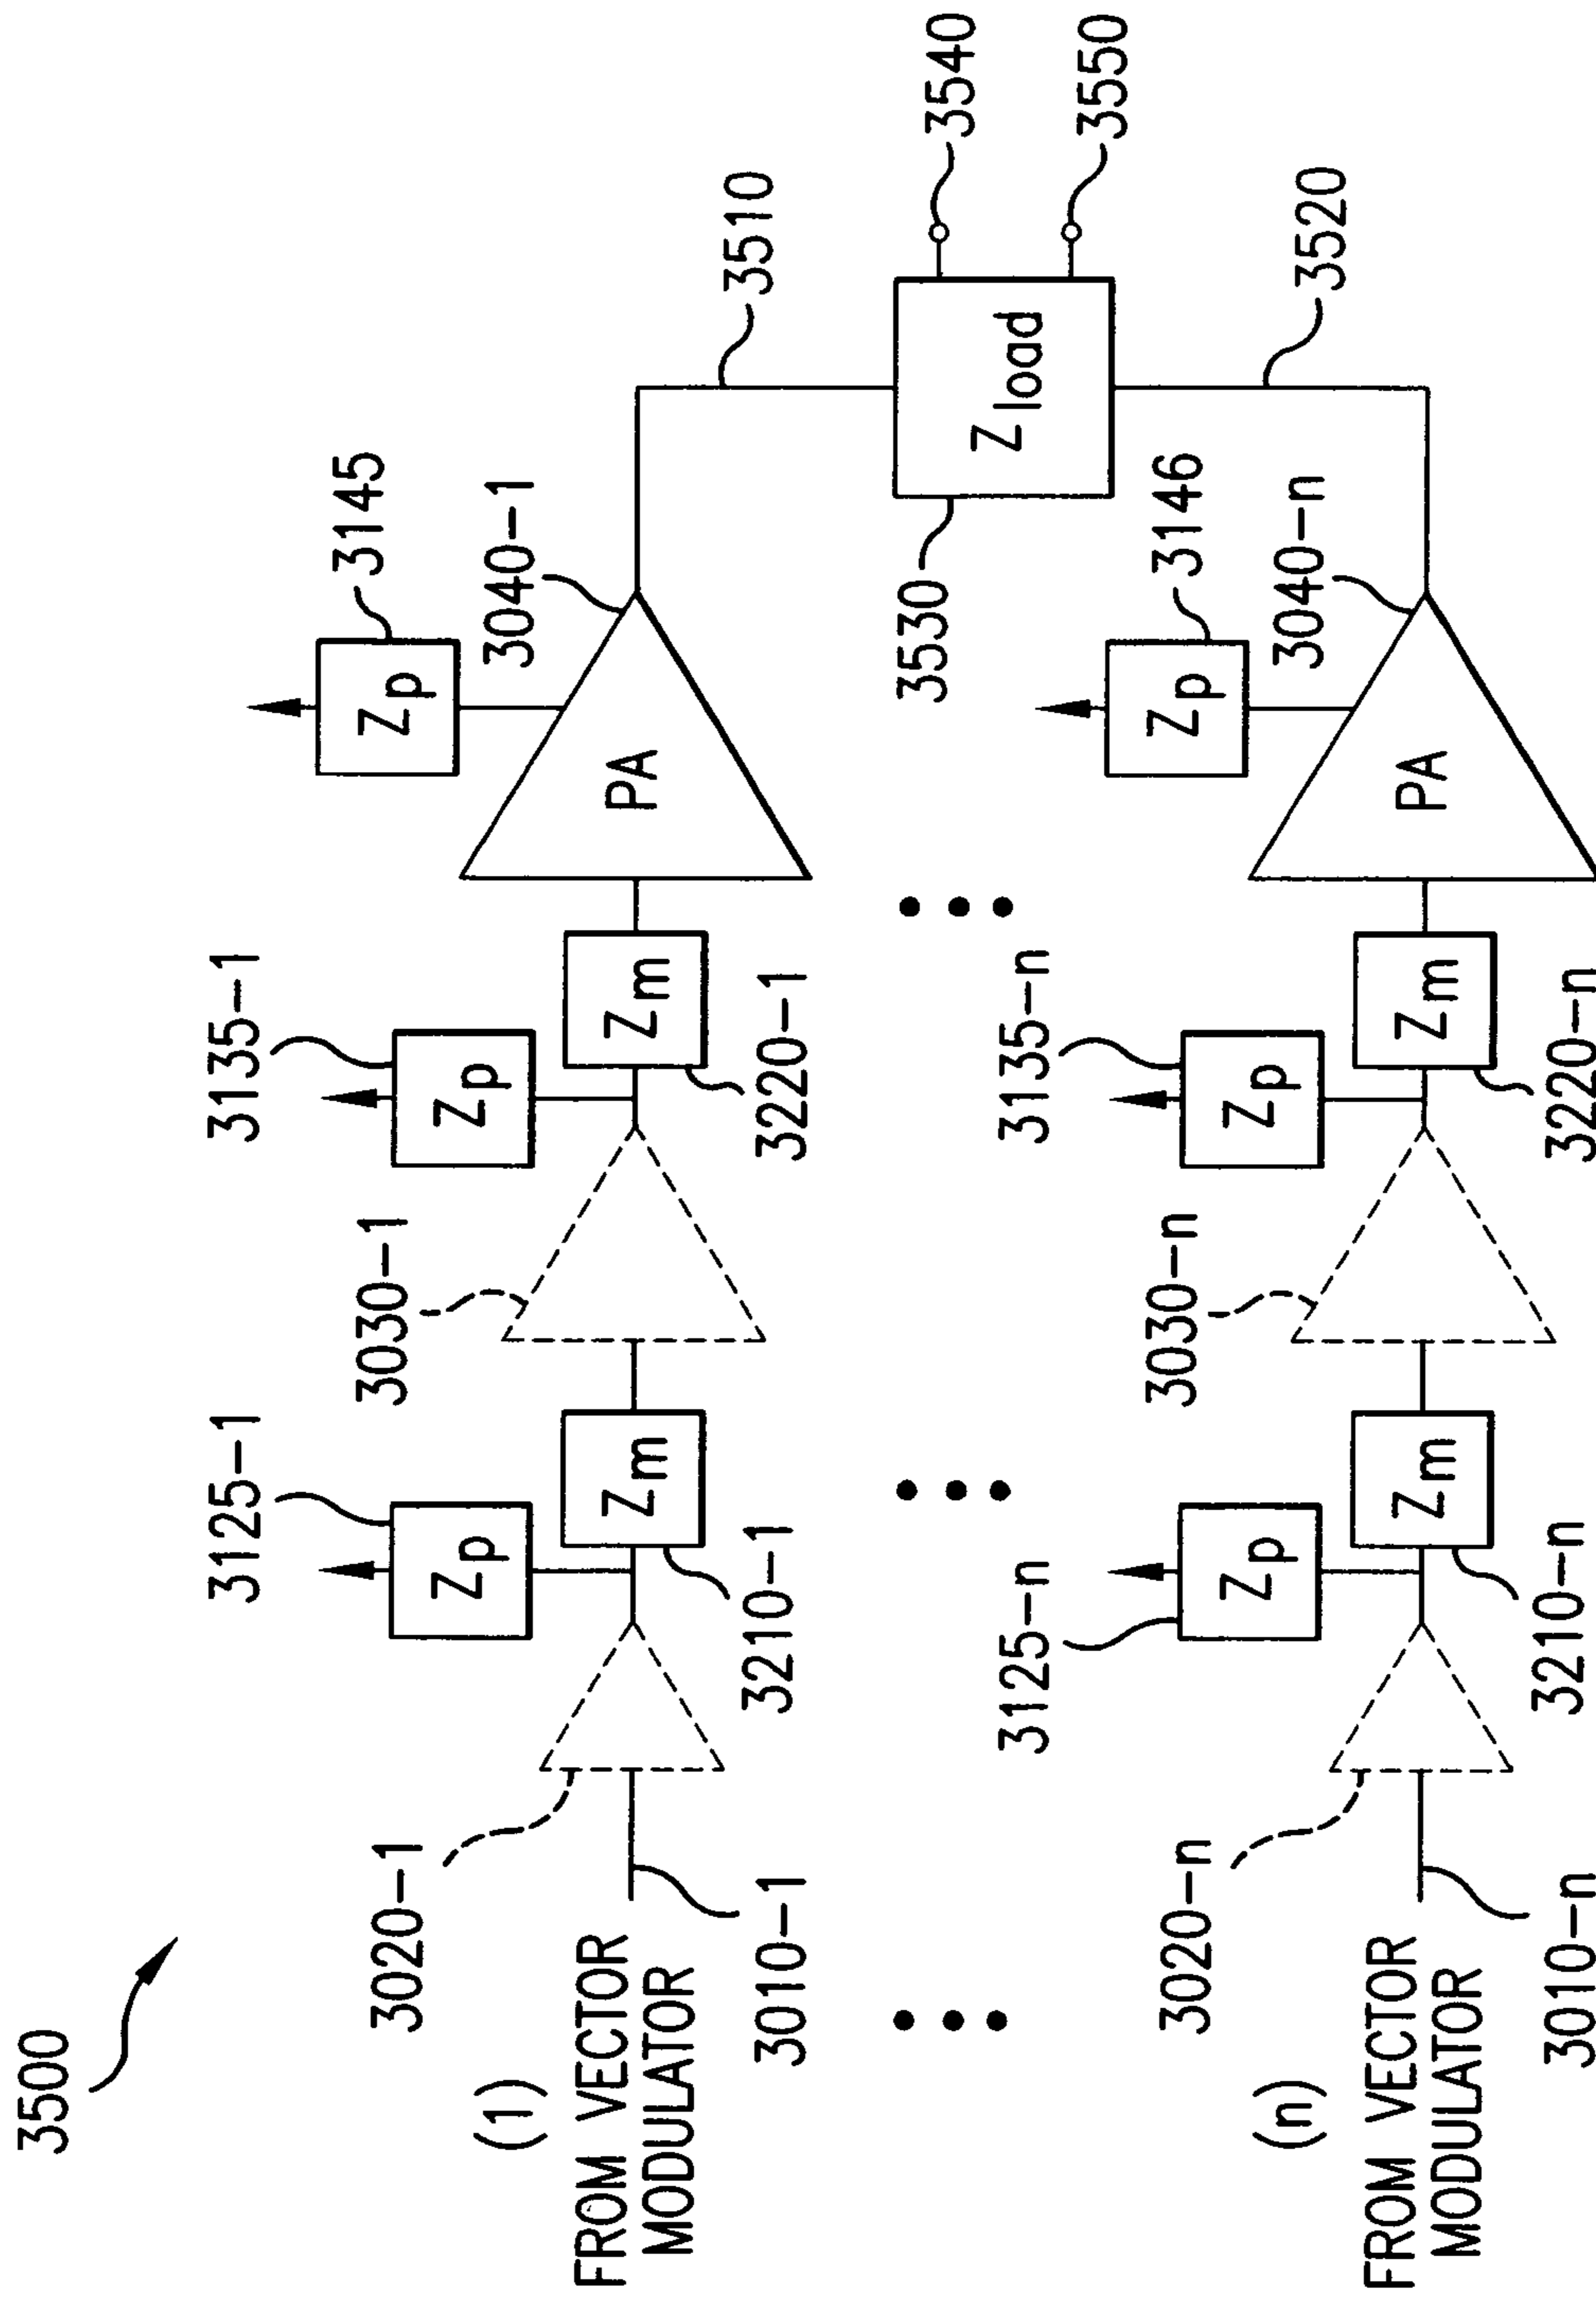 3500
3125-1
3135-1
3145
3020-1
3030-1
3040-1
3510
(1)
FROM VECTOR
MODULATOR
Zp
Zm
Zp
Zm
Zp
PA
3010-1
3210-1
3220-1
3530
Zload
3540
3550
3125-n
3135-n
3146
3020-n
3030-n
3040-n
3520
(n)
FROM VECTOR
MODULATOR
Zp
Zm
Zp
Zm
Zp
PA
3010-n
3210-n
3220-n